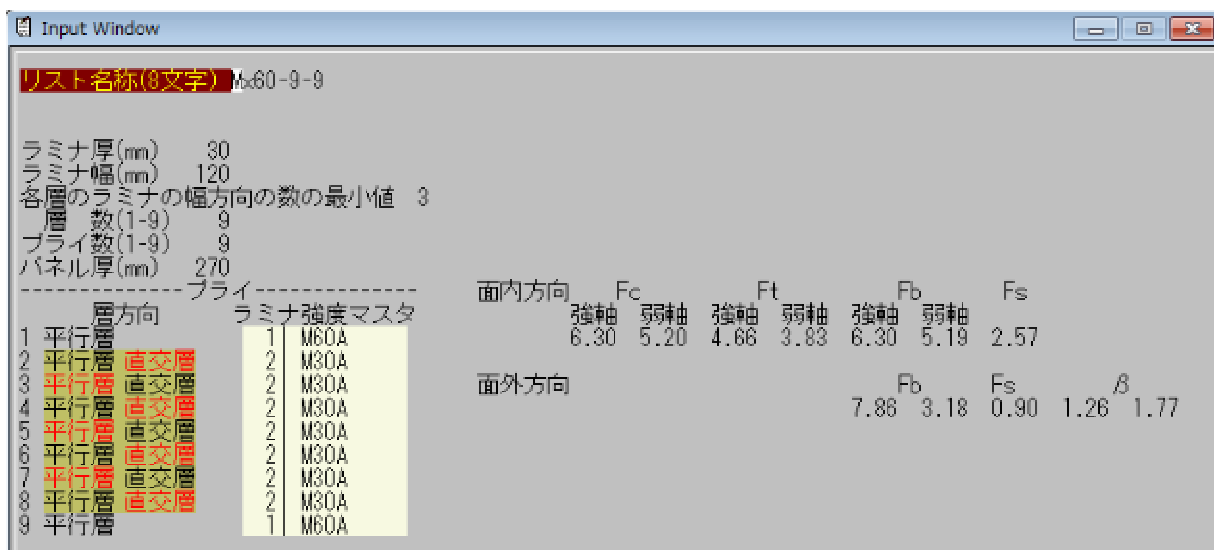 Input Window
リスト名称(8文字) Mx60-9-9
ラミナ厚(mm) 30
ラミナ幅(mm) 120
各層のラミナの幅方向の数の最小値 3
層 数(1-9) 9
プライ数(1-9) 9
パネル厚(mm) 270
--------------プライ--------------
層方向 ラミナ強度マスタ
1 平行層 1 M60A
2 平行層 直交層 2 M30A
3 平行層 直交層 2 M30A
4 平行層 直交層 2 M30A
5 平行層 直交層 2 M30A
6 平行層 直交層 2 M30A
7 平行層 直交層 2 M30A
8 平行層 直交層 2 M30A
9 平行層 1 M60A
面内方向 Fc Ft Fb Fs
強軸 弱軸 強軸 弱軸 強軸 弱軸
6.30 5.20 4.66 3.83 6.30 5.19 2.57
面外方向 Fb Fs β
7.86 3.18 0.90 1.26 1.77